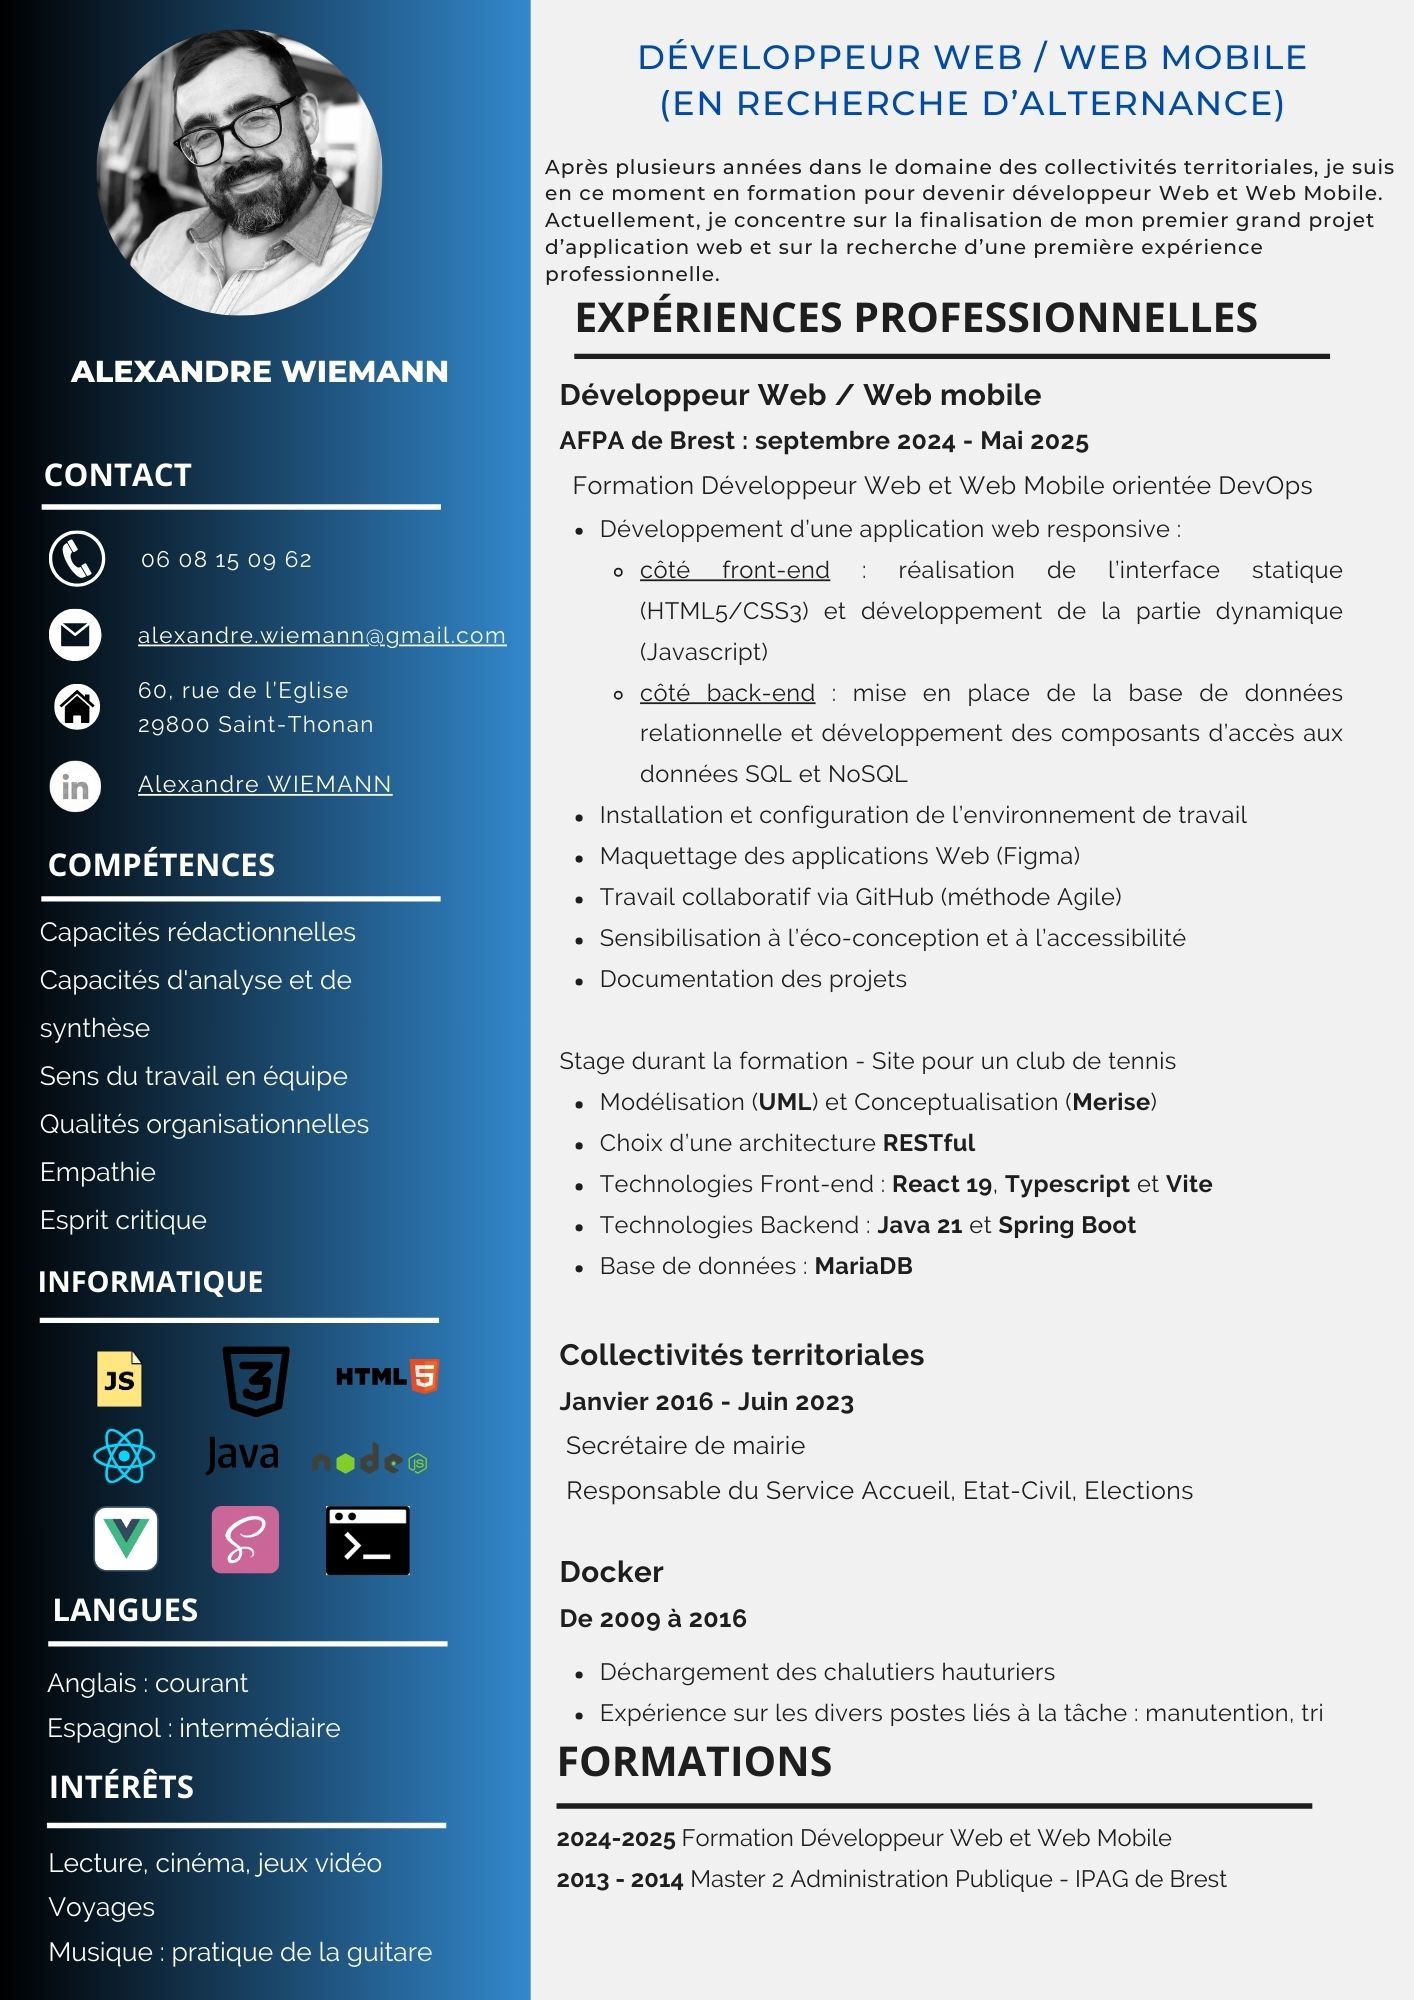 ALEXANDRE WIEMANN
CONTACT
06 08 15 09 62
alexandre.wiemann@gmail.com
60, rue de l'Eglise
29800 Saint-Thonan
in
Alexandre WIEMANN
COMPÉTENCES
Capacités rédactionnelles
Capacités d'analyse et de
synthèse
Sens du travail en équipe
Qualités organisationnelles
Empathie
Esprit critique
INFORMATIQUE
JS
3
HTML 5
Java
node JS
>_
LANGUES
Anglais : courant
Espagnol : intermédiaire
INTÉRÊTS
Lecture, cinéma, jeux vidéo
Voyages
Musique : pratique de la guitare
DÉVELOPPEUR WEB / WEB MOBILE
(EN RECHERCHE D'ALTERNANCE)
Après plusieurs années dans le domaine des collectivités territoriales, je suis
en ce moment en formation pour devenir développeur Web et Web Mobile.
Actuellement, je concentre sur la finalisation de mon premier grand projet
d'application web et sur la recherche d'une première expérience
professionnelle.
EXPÉRIENCES PROFESSIONNELLES
Développeur Web / Web mobile
AFPA de Brest : septembre 2024 - Mai 2025
Formation Développeur Web et Web Mobile orientée DevOps
• Développement d'une application web responsive :
◦ côté front-end : réalisation de l'interface statique
(HTML5/CSS3) et développement de la partie dynamique
(Javascript)
◦ côté back-end : mise en place de la base de données
relationnelle et développement des composants d'accès aux
données SQL et NoSQL
• Installation et configuration de l'environnement de travail
• Maquettage des applications Web (Figma)
• Travail collaboratif via GitHub (méthode Agile)
• Sensibilisation à l'éco-conception et à l'accessibilité
• Documentation des projets
Stage durant la formation - Site pour un club de tennis
• Modélisation (UML) et Conceptualisation (Merise)
• Choix d'une architecture RESTful
• Technologies Front-end : React 19, Typescript et Vite
• Technologies Backend : Java 21 et Spring Boot
• Base de données : MariaDB
Collectivités territoriales
Janvier 2016 - Juin 2023
Secrétaire de mairie
Responsable du Service Accueil, Etat-Civil, Elections
Docker
De 2009 à 2016
• Déchargement des chalutiers hauturiers
• Expérience sur les divers postes liés à la tâche : manutention, tri
FORMATIONS
2024-2025 Formation Développeur Web et Web Mobile
2013 - 2014 Master 2 Administration Publique - IPAG de Brest